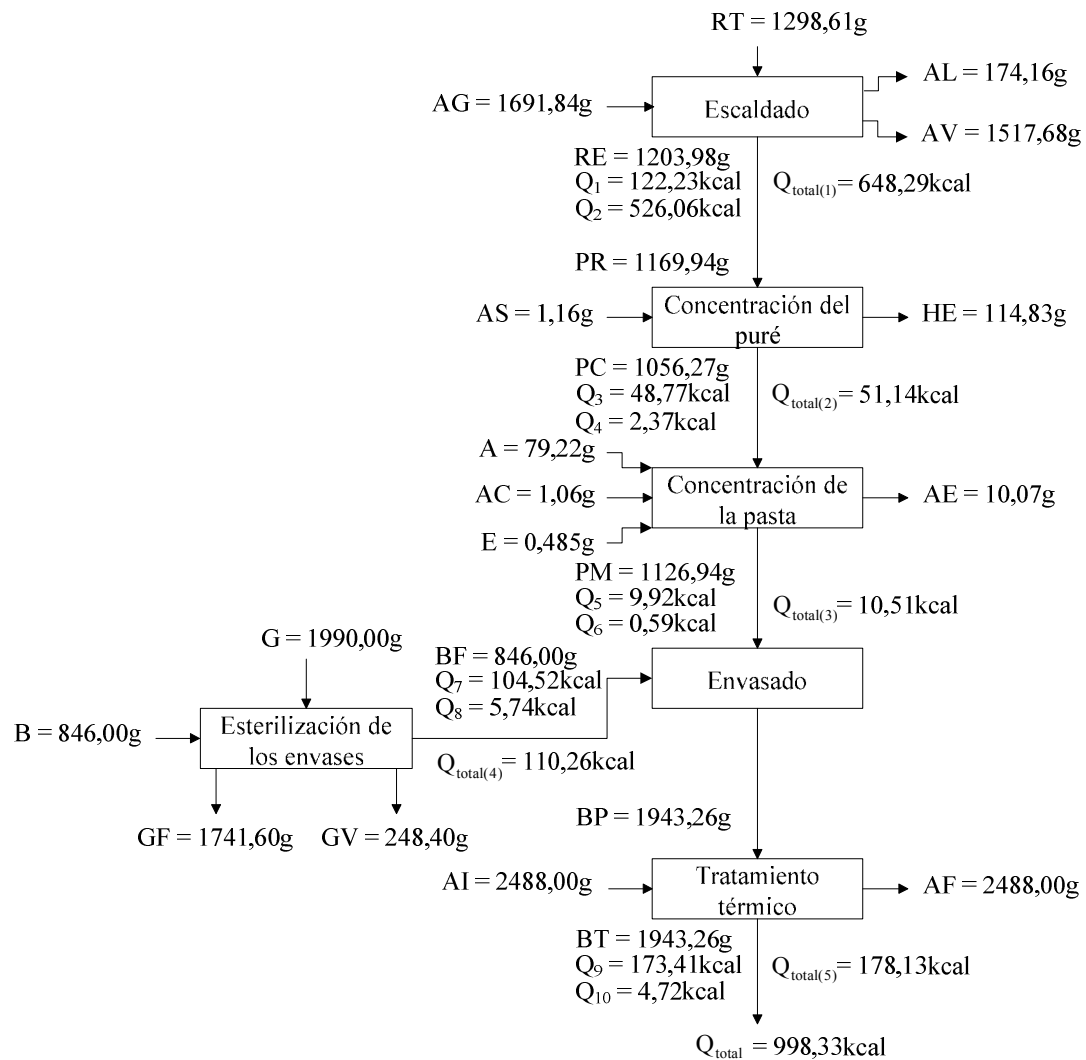 RT = 1298,61g
AL = 174,16g
AG = 1691,84g
Escaldado
AV = 1517,68g
RE = 1203,98g
Q1 = 122,23kcal
Qtotal(1) = 648,29kcal
Q2 = 526,06kcal
PR = 1169,94g
AS = 1,16g
Concentración del
puré
HE = 114,83g
PC = 1056,27g
Q3 = 48,77kcal
Qtotal(2) = 51,14kcal
Q4 = 2,37kcal
A = 79,22g
AC = 1,06g
Concentración de
la pasta
AE = 10,07g
E = 0,485g
PM = 1126,94g
Q5 = 9,92kcal
Qtotal(3) = 10,51kcal
Q6 = 0,59kcal
G = 1990,00g
BF = 846,00g
Q7 = 104,52kcal
Q8 = 5,74kcal
Envasado
B = 846,00g
Esterilización de
los envases
Qtotal(4) = 110,26kcal
GF = 1741,60g
GV = 248,40g
BP = 1943,26g
AI = 2488,00g
Tratamiento
térmico
AF = 2488,00g
BT = 1943,26g
Q9 = 173,41kcal
Qtotal(5) = 178,13kcal
Q10 = 4,72kcal
Qtotal = 998,33kcal